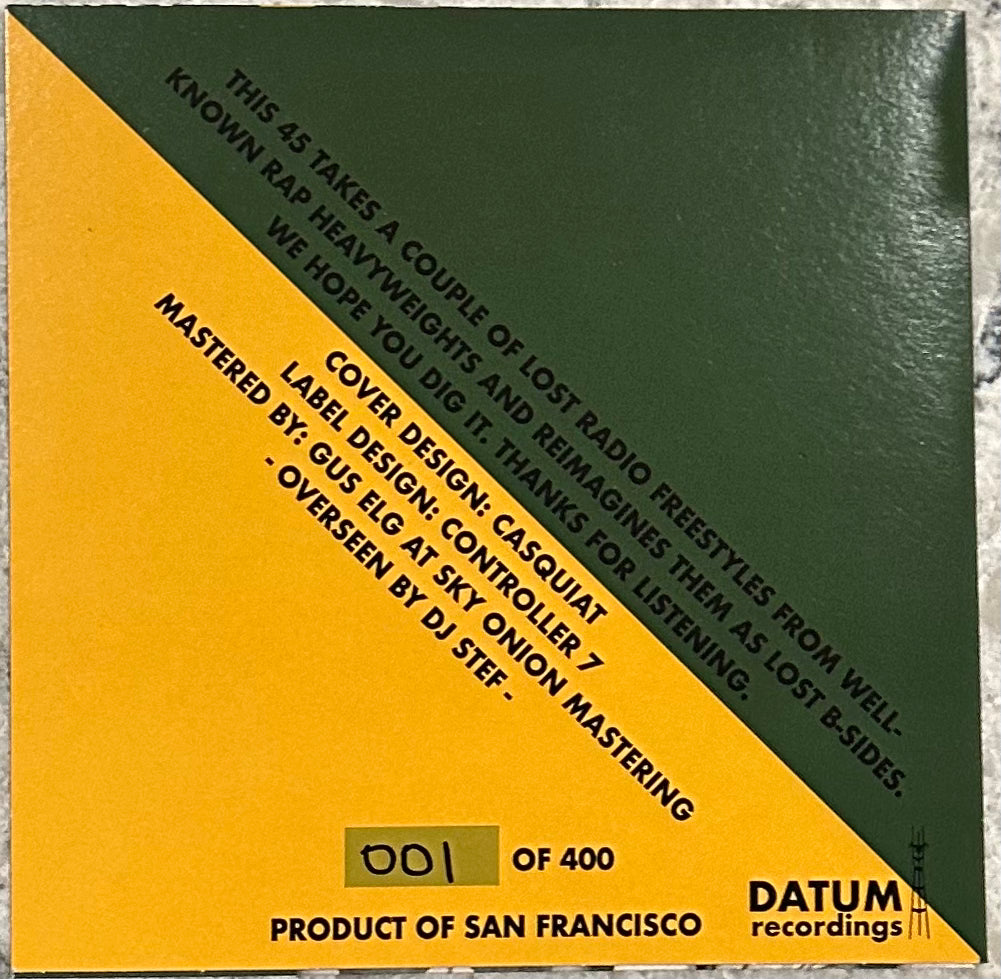 THIS 45 TAKES A COUPLE OF LOST RADIO FREESTYLES FROM WELL-
KNOWN RAP HEAVYWEIGHTS AND REIMAGINES THEM AS LOST B-SIDES.
WE HOPE YOU DIG IT. THANKS FOR LISTENING.
COVER DESIGN: CASQUIAT
LABEL DESIGN: CONTROLLER 7
MASTERED BY: GUS ELG AT SKY ONION MASTERING
- OVERSEEN BY DJ STEF -
001 OF 400
PRODUCT OF SAN FRANCISCO
DATUM
recordings